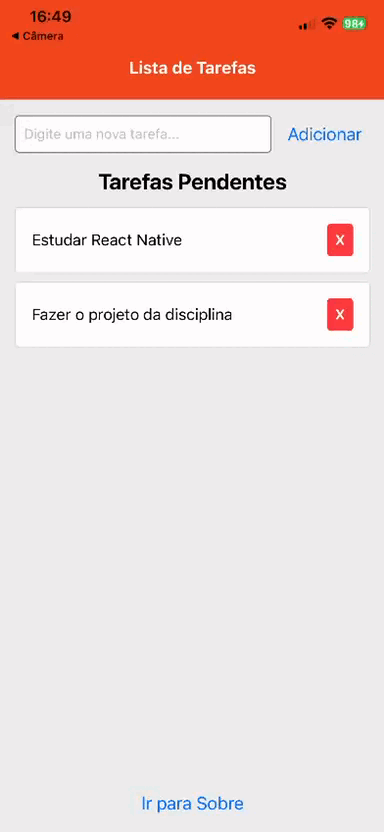 16:49
98
◀ Câmera
Lista de Tarefas
Digite uma nova tarefa...
Adicionar
Tarefas Pendentes
Estudar React Native
X
Fazer o projeto da disciplina
X
Ir para Sobre